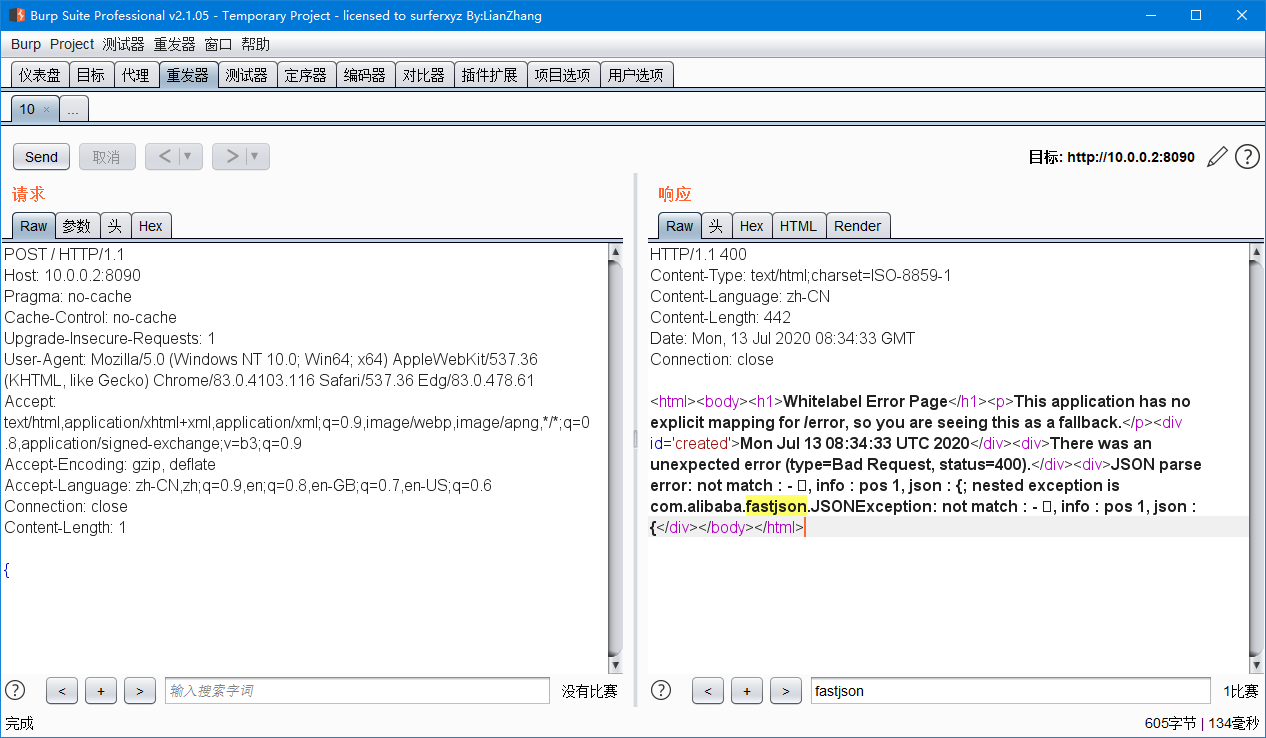 Burp Suite Professional v2.1.05 - Temporary Project - licensed to surferxyz By:LianZhang
Burp Project 测试器 重发器 窗口 帮助
仪表盘 目标 代理 重发器 测试器 定序器 编码器 对比器 插件扩展 项目选项 用户选项
10 × ...
Send 取消 < ▼ > ▼ 目标: http://10.0.0.2:8090 ?
请求
Raw 参数 头 Hex
POST / HTTP/1.1
Host: 10.0.0.2:8090
Pragma: no-cache
Cache-Control: no-cache
Upgrade-Insecure-Requests: 1
User-Agent: Mozilla/5.0 (Windows NT 10.0; Win64; x64) AppleWebKit/537.36
(KHTML, like Gecko) Chrome/83.0.4103.116 Safari/537.36 Edg/83.0.478.61
Accept:
text/html,application/xhtml+xml,application/xml;q=0.9,image/webp,image/apng,*/*;q=0
.8,application/signed-exchange;v=b3;q=0.9
Accept-Encoding: gzip, deflate
Accept-Language: zh-CN,zh;q=0.9,en;q=0.8,en-GB;q=0.7,en-US;q=0.6
Connection: close
Content-Length: 1
{
? < + > 输入搜索字词 没有比赛
响应
Raw 头 Hex HTML Render
HTTP/1.1 400
Content-Type: text/html;charset=ISO-8859-1
Content-Language: zh-CN
Content-Length: 442
Date: Mon, 13 Jul 2020 08:34:33 GMT
Connection: close
<html><body><h1>Whitelabel Error Page</h1><p>This application has no
explicit mapping for /error, so you are seeing this as a fallback.</p><div
id='created'>Mon Jul 13 08:34:33 UTC 2020</div><div>There was an
unexpected error (type=Bad Request, status=400).</div><div>JSON parse
error: not match : - □, info : pos 1, json : {; nested exception is
com.alibaba.fastjson.JSONException: not match : - □, info : pos 1, json :
{</div></body></html>
? < + > fastjson 1比赛
完成 605字节 | 134毫秒